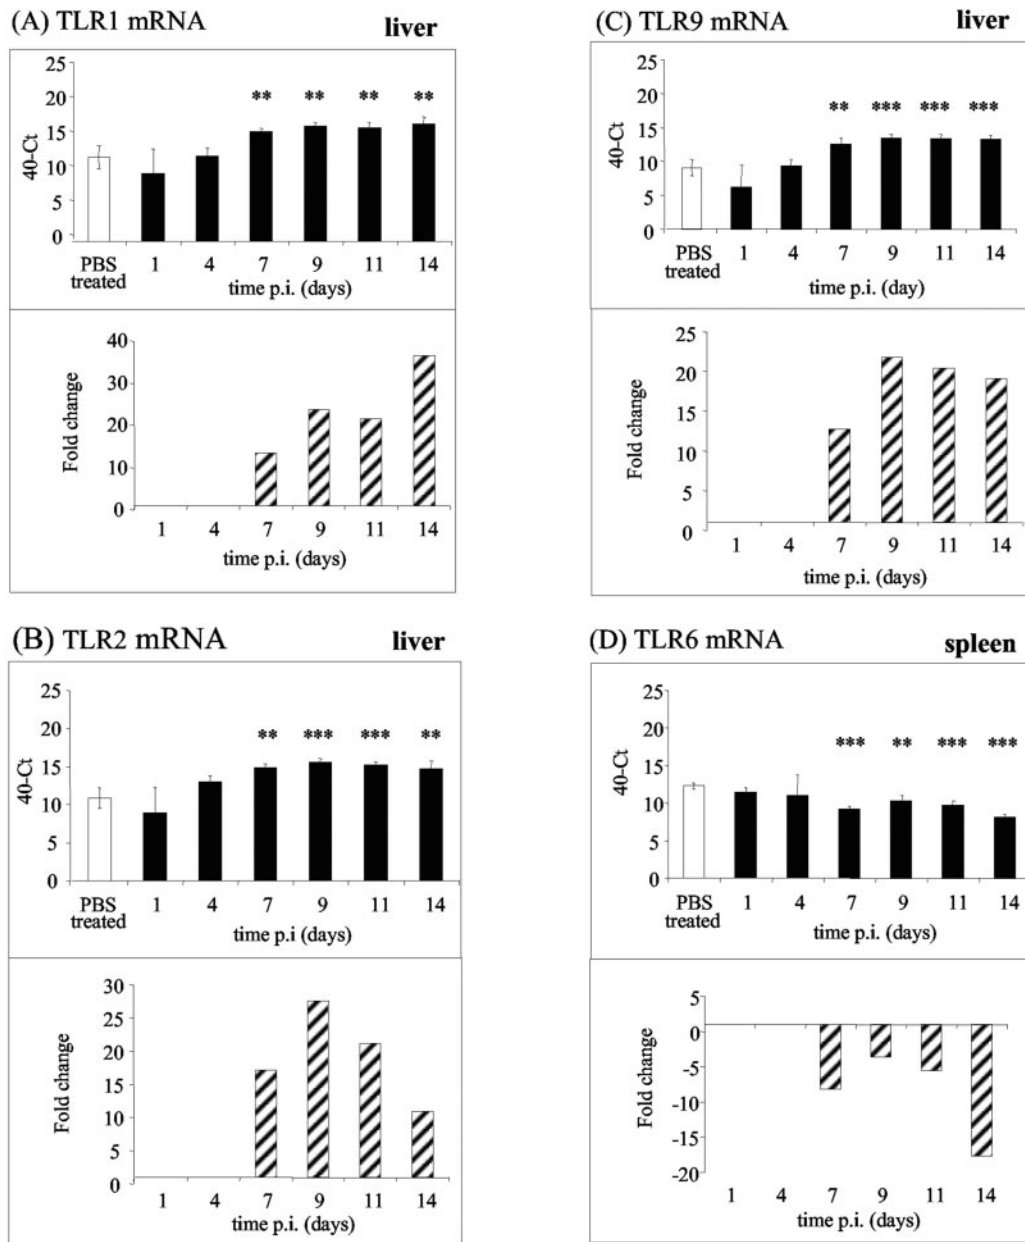 (A) TLR1 mRNA liver
25
20
15
10
5
0
40-Ct
** ** ** **
PBS treated 1 4 7 9 11 14
time p.i. (days)
40
30
20
10
0
Fold change
1 4 7 9 11 14
time p.i. (days)
(B) TLR2 mRNA liver
25
20
15
10
5
0
40-Ct
** *** *** **
PBS treated 1 4 7 9 11 14
time p.i (days)
30
25
20
15
10
5
0
Fold change
1 4 7 9 11 14
time p.i. (days)
(C) TLR9 mRNA liver
25
20
15
10
5
0
40-Ct
** *** *** ***
PBS treated 1 4 7 9 11 14
time p.i. (day)
25
20
15
10
5
0
Fold change
1 4 7 9 11 14
time p.i. (days)
(D) TLR6 mRNA spleen
25
20
15
10
5
0
40-Ct
*** ** *** ***
PBS treated 1 4 7 9 11 14
time p.i. (days)
5
0
-5
-10
-15
-20
Fold change
1 4 7 9 11 14
time p.i. (days)